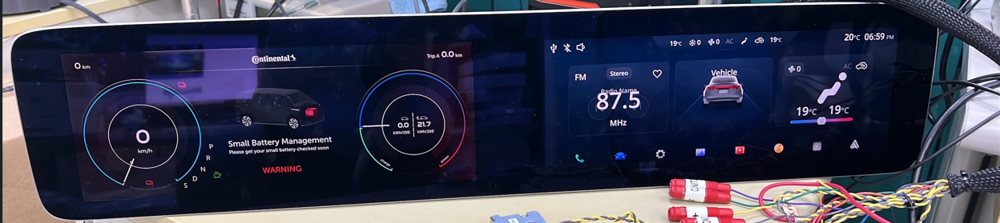 0 km
Continental
Trip A 0.0 km
0
km/h
P
R
N
D
S
Small Battery Management
Please get your small battery checked soon
WARNING
0.0
kWh/100
21.7
kWh/100
charge
power
19°C
0
0
AC
19°C
20°C 06:59 PM
FM
Stereo
Radio Name
87.5
MHz
Vehicle
0
AC
19°C
19°C